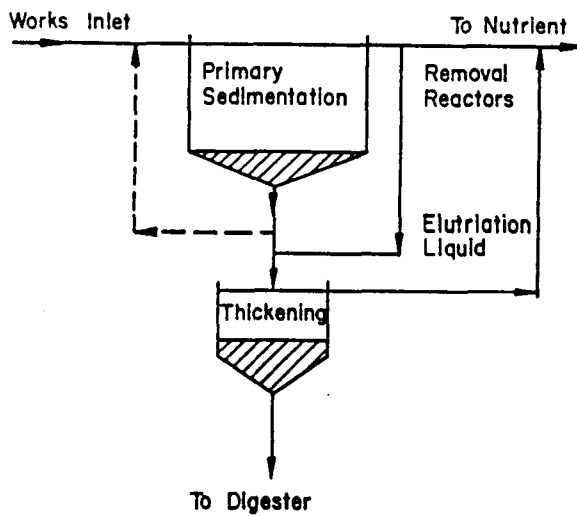 Works Inlet
To Nutrient
Primary
Sedimentation
Removal
Reactors
Elutriation
Liquid
Thickening
To Digester